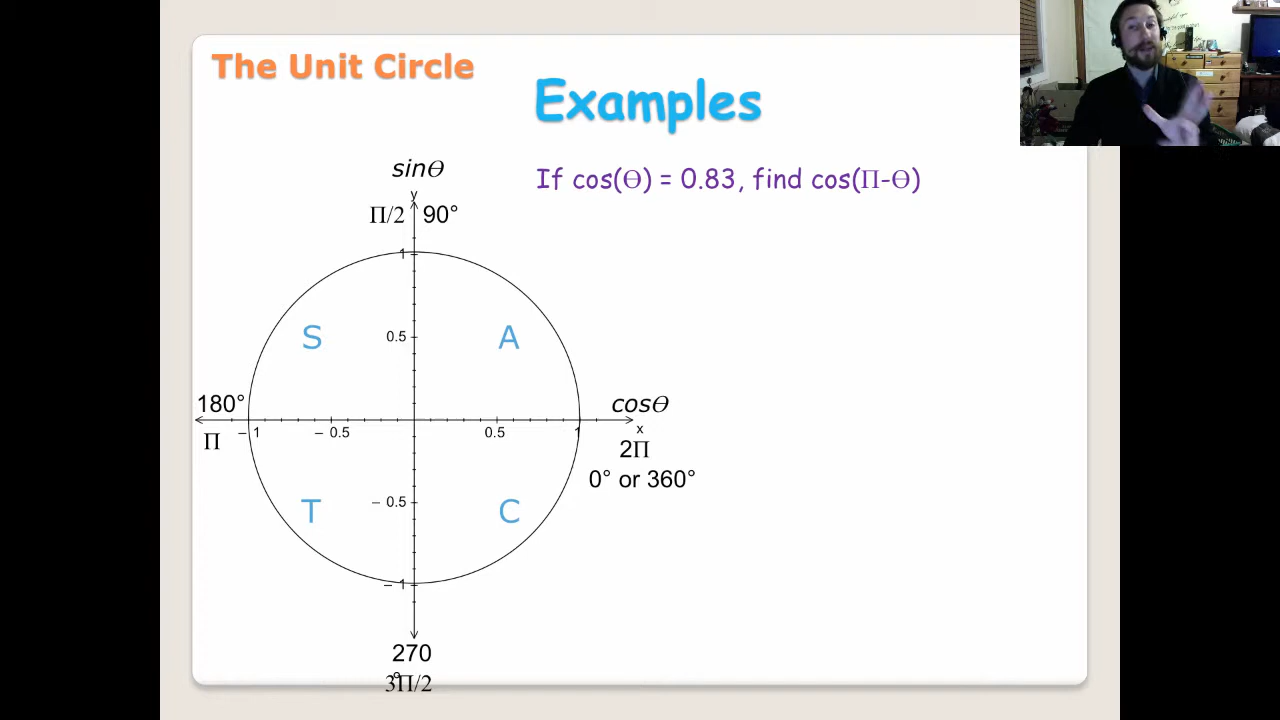 The Unit Circle
Examples
sinθ
If cos(Θ) = 0.83, find cos(Π-Θ)
y
Π/2 90°
1
S A
0.5
180° cosθ
Π – 1 – 0.5 0.5 1 x
2Π
0° or 360°
– 0.5
T C
– 1
270°
3Π/2